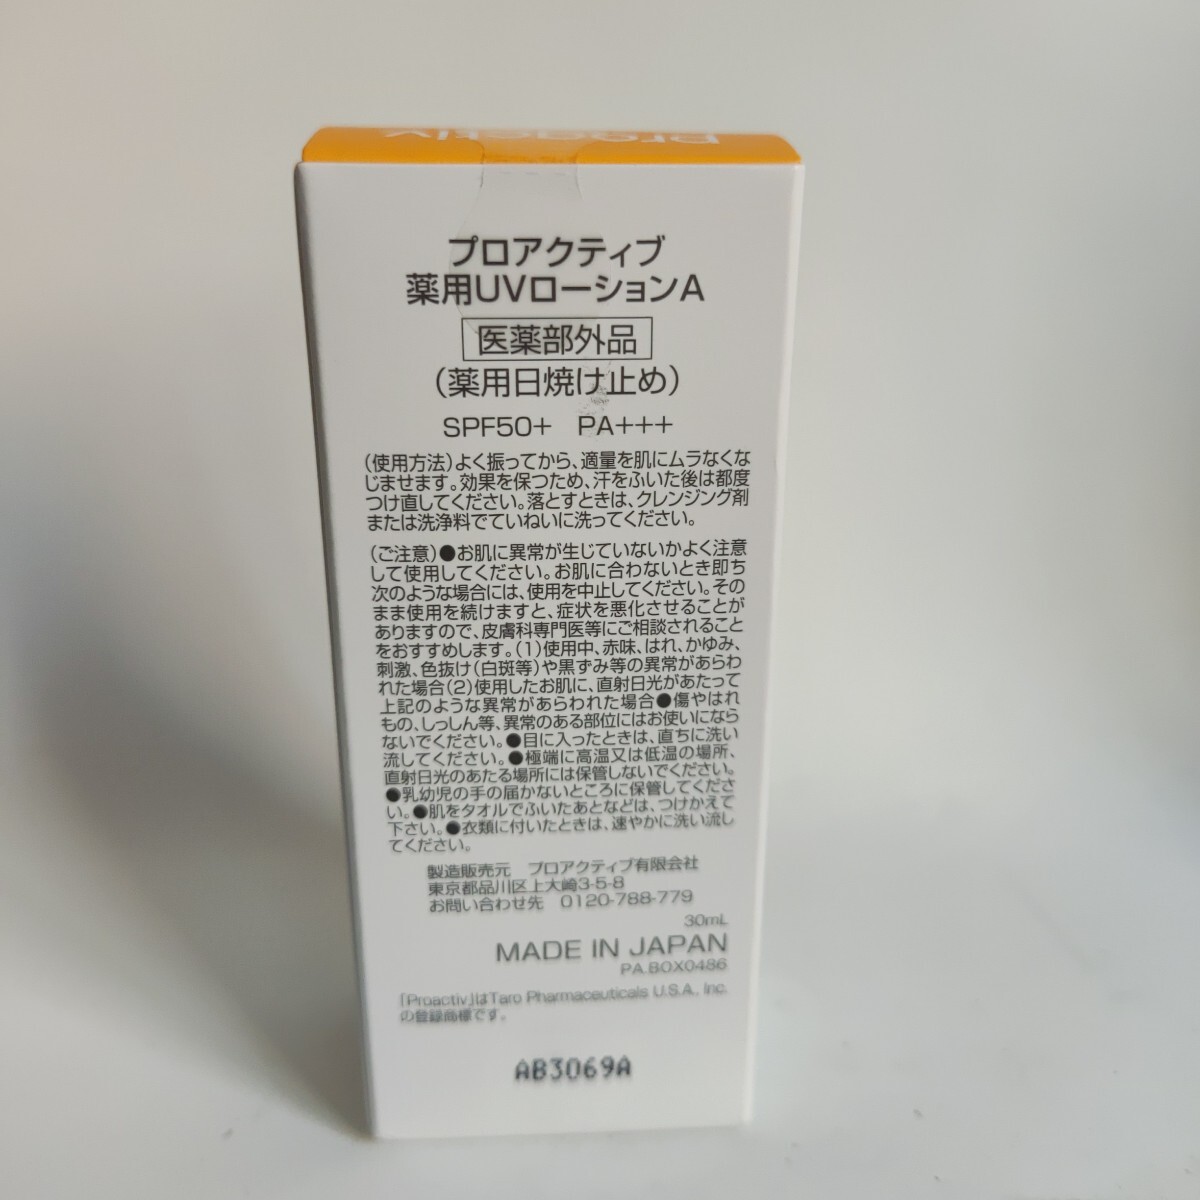 proactiv
プロアクティブ
薬用UVローションA
医薬部外品
(薬用日焼け止め)
SPF50+ PA+++
(使用方法)よく振ってから、適量を肌にムラなくな
じませます。効果を保つため、汗をふいた後は都度
つけ直してください。落とすときは、クレンジング剤
または洗浄料でていねいに洗ってください。
(ご注意)●お肌に異常が生じていないかよく注意
して使用してください。お肌に合わないとき即ち
次のような場合には、使用を中止してください。その
まま使用を続けますと、症状を悪化させることが
ありますので、皮膚科専門医等にご相談されること
をおすすめします。(1)使用中、赤味、はれ、かゆみ、
刺激、色抜け(白斑等)や黒ずみ等の異常があらわ
れた場合(2)使用したお肌に、直射日光があたって
上記のような異常があらわれた場合●傷やはれ
もの、しっしん等、異常のある部位にはお使いになら
ないでください。●目に入ったときは、直ちに洗い
流してください。●極端に高温又は低温の場所、
直射日光のあたる場所には保管しないでください。
●乳幼児の手の届かないところに保管してくださ
い。●肌をタオルでふいたあとなどは、つけかえて
下さい。●衣類に付いたときは、速やかに洗い流し
てください。
製造販売元 プロアクティブ有限会社
東京都品川区上大崎3-5-8
お問い合わせ先 0120-788-779
30mL
MADE IN JAPAN
PA.BOX0486
「Proactiv」はTaro Pharmaceuticals U.S.A., Inc.
の登録商標です。
AB3069A